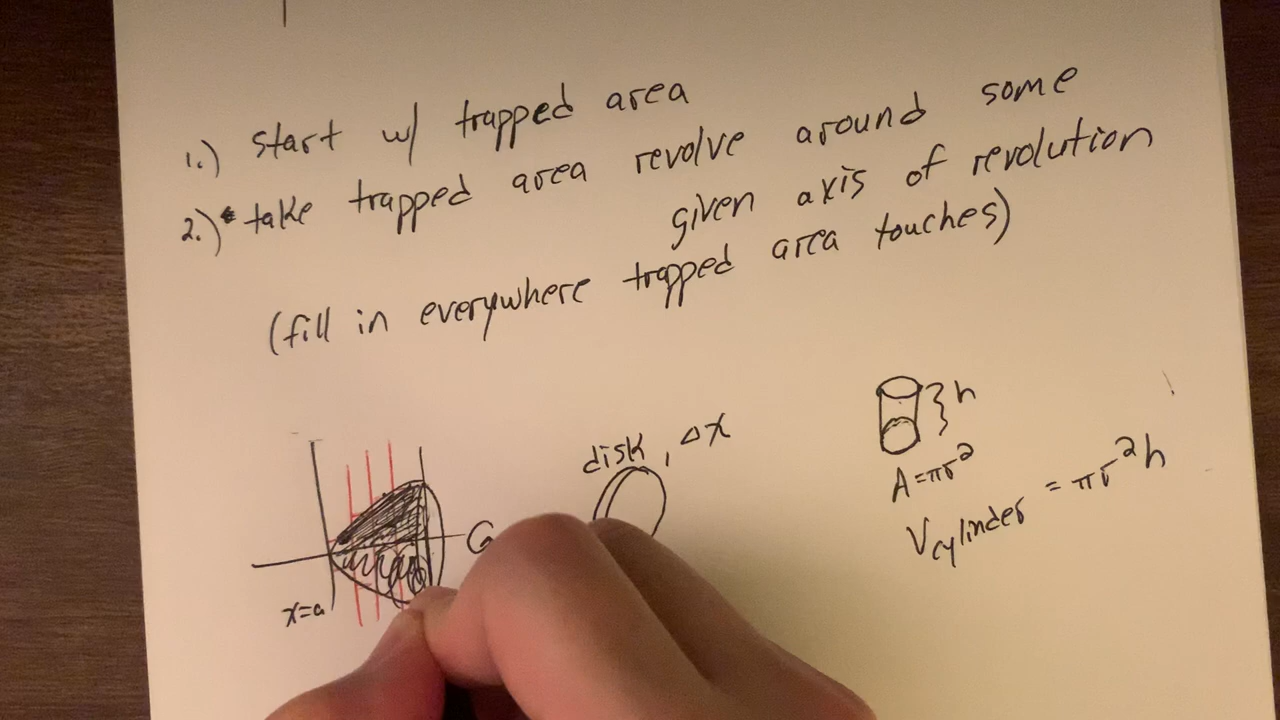 1.) start w/ trapped area
2.) take trapped area revolve around some
given axis of revolution
(fill in everywhere trapped area touches)
disk, Δx
h
A=πr²
Vcylinder = πr²h
x=a